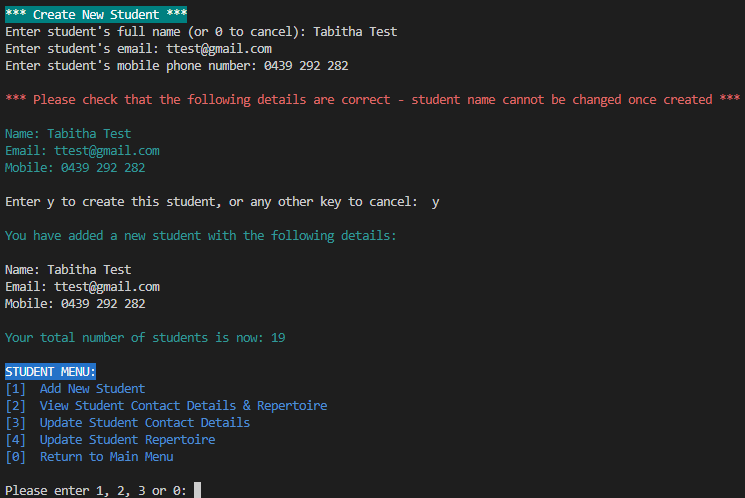 *** Create New Student ***
Enter student's full name (or 0 to cancel): Tabitha Test
Enter student's email: ttest@gmail.com
Enter student's mobile phone number: 0439 292 282
*** Please check that the following details are correct - student name cannot be changed once created ***
Name: Tabitha Test
Email: ttest@gmail.com
Mobile: 0439 292 282
Enter y to create this student, or any other key to cancel:  y
You have added a new student with the following details:
Name: Tabitha Test
Email: ttest@gmail.com
Mobile: 0439 292 282
Your total number of students is now: 19
STUDENT MENU:
[1]  Add New Student
[2]  View Student Contact Details & Repertoire
[3]  Update Student Contact Details
[4]  Update Student Repertoire
[0]  Return to Main Menu
Please enter 1, 2, 3 or 0: